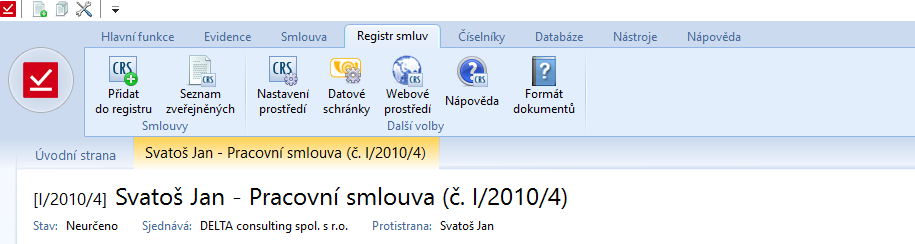 Hlavní funkce Evidence Smlouva Registr smluv Číselníky Databáze Nástroje Nápověda
CRS CRS CRS CRS CRS CRS
Přidat do registru
Seznam zveřejněných
Nastavení prostředí
Datové schránky
Webové prostředí
Nápověda
Formát dokumentů
Smlouvy Další volby
Úvodní strana Svatoš Jan - Pracovní smlouva (č. I/2010/4)
[I/2010/4] Svatoš Jan - Pracovní smlouva (č. I/2010/4)
Stav: Neurčeno Sjednává: DELTA consulting spol. s r.o. Protistrana: Svatoš Jan